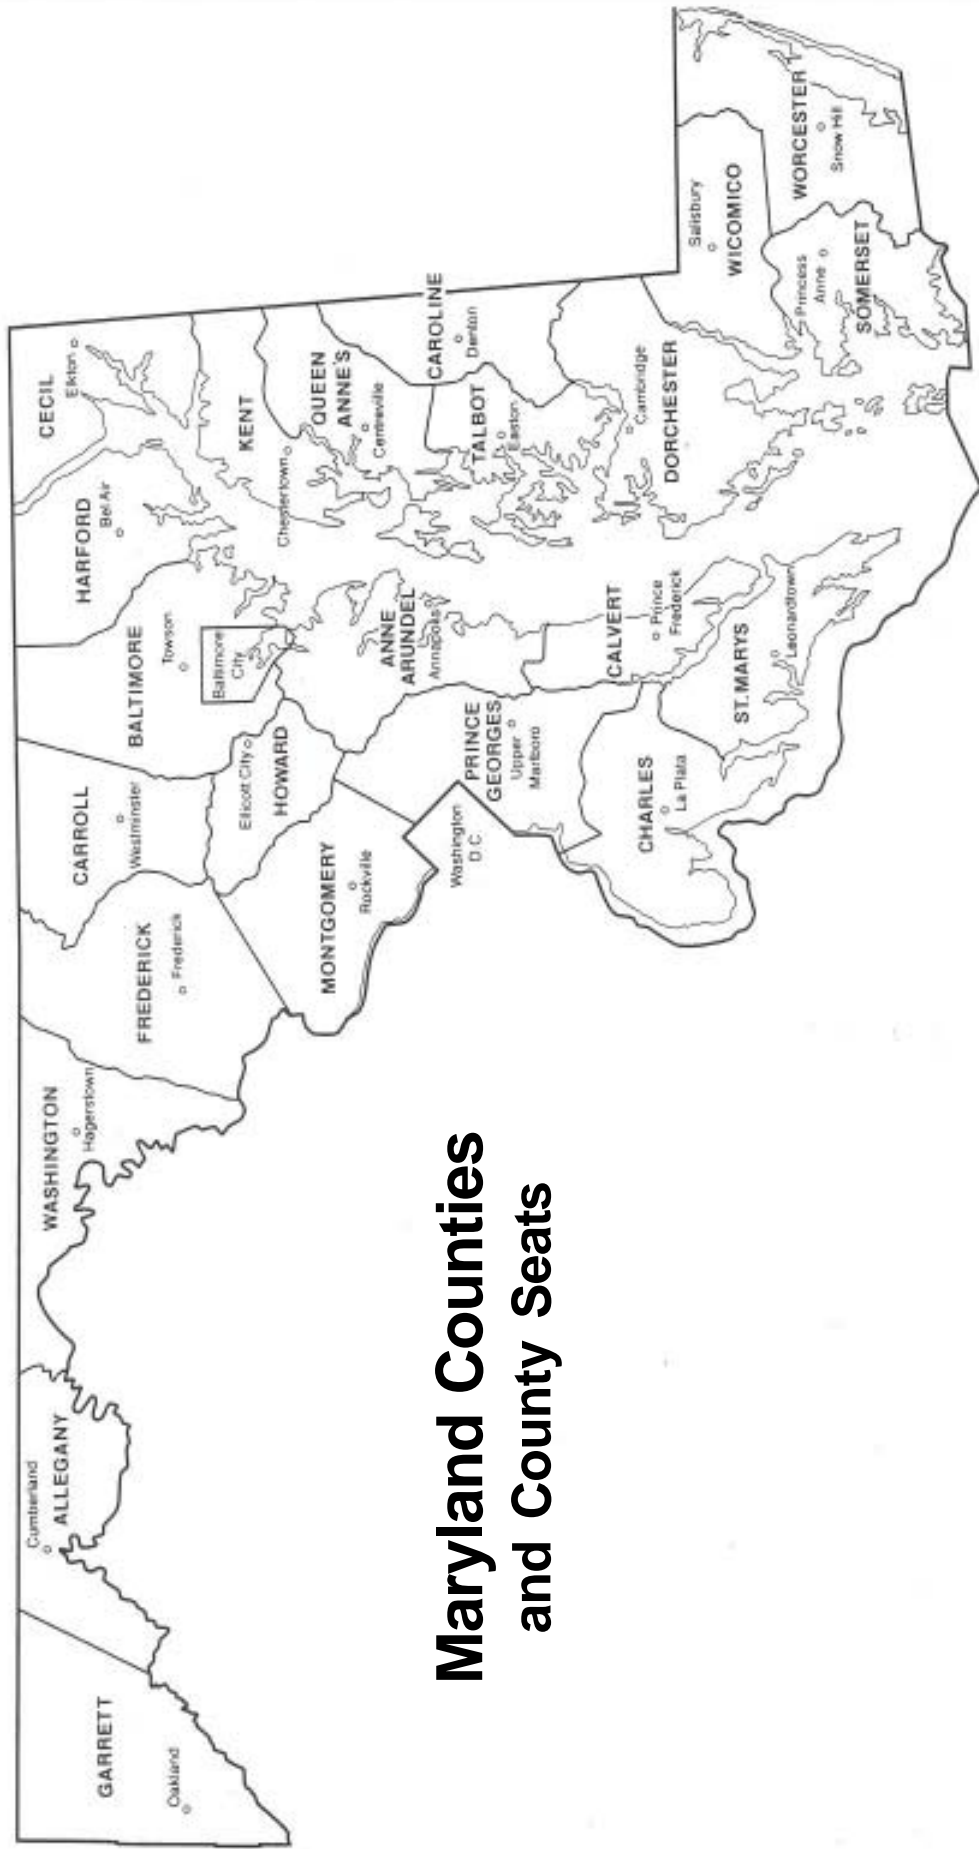 GARRETT
Oakland
Cumberland
ALLEGANY
WASHINGTON
Hagerstown
FREDERICK
Frederick
CARROLL
Westminster
BALTIMORE
Towson
Baltimore
City
HARFORD
Bel Air
CECIL
Elkton
KENT
Chestertown
QUEEN
ANNE'S
Centreville
CAROLINE
Denton
TALBOT
Easton
Ellicott City
HOWARD
MONTGOMERY
Rockville
ANNE
ARUNDEL
Annapolis
PRINCE
GEORGES
Upper
Marlboro
Washington
D.C.
CALVERT
Prince
Frederick
CHARLES
La Plata
ST. MARYS
Leonardtown
Cambridge
DORCHESTER
Salisbury
WICOMICO
WORCESTER
Snow Hill
Princess
Anne
SOMERSET
Maryland Counties
and County Seats